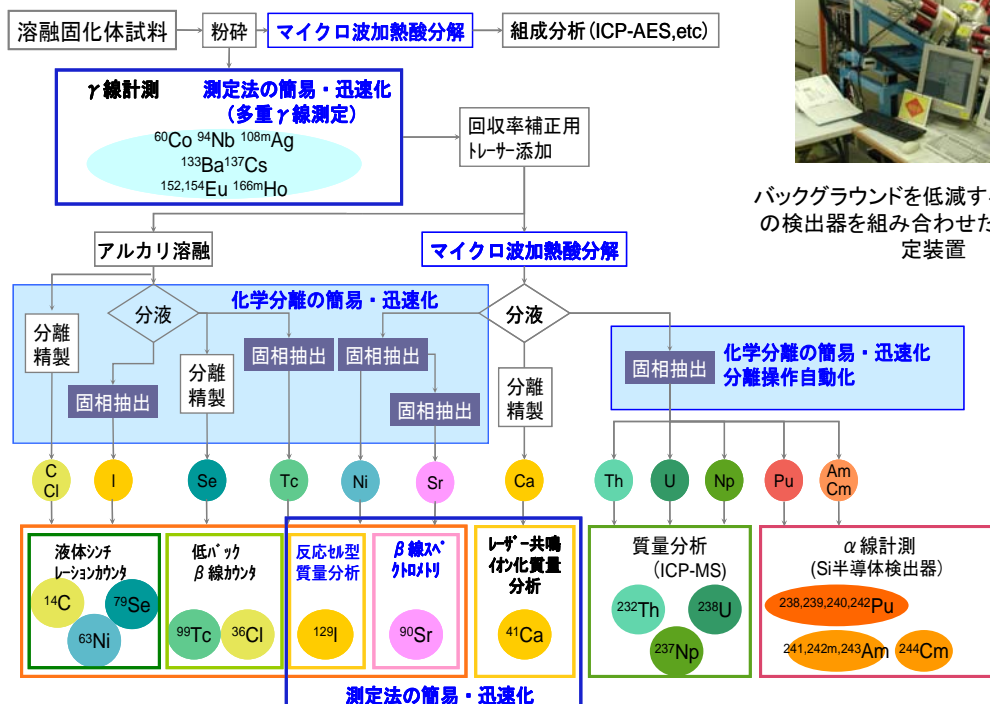 溶融固化体試料
粉砕
マイクロ波加熱酸分解
組成分析(ICP-AES,etc)
γ線計測
測定法の簡易・迅速化
(多重γ線測定)
⁶⁰Co ⁹⁴Nb ¹⁰⁸ᵐAg
¹³³Ba¹³⁷Cs
¹⁵²,¹⁵⁴Eu ¹⁶⁶ᵐHo
回収率補正用
トレーサー添加
バックグラウンドを低減す
の検出器を組み合わせた
定装置
アルカリ溶融
マイクロ波加熱酸分解
化学分離の簡易・迅速化
分液
分液
分離
精製
固相抽出
分離
精製
固相抽出
固相抽出
固相抽出
分離
精製
固相抽出
化学分離の簡易・迅速化
分離操作自動化
C
Cl
I
Se
Tc
Ni
Sr
Ca
Th
U
Np
Pu
Am
Cm
液体シンチ
レーションカウンタ
¹⁴C
⁷⁹Se
⁶³Ni
低バック
β線カウンタ
⁹⁹Tc
³⁶Cl
反応セル型
質量分析
¹²⁹I
β線スペ
クトロメトリ
⁹⁰Sr
レーザー共鳴
イオン化質量
分析
⁴¹Ca
質量分析
(ICP-MS)
²³²Th
²³⁸U
²³⁷Np
α線計測
(Si半導体検出器)
²³⁸,²³⁹,²⁴⁰,²⁴²Pu
²⁴¹,²⁴²ᵐ,²⁴³Am
²⁴⁴Cm
測定法の簡易・迅速化